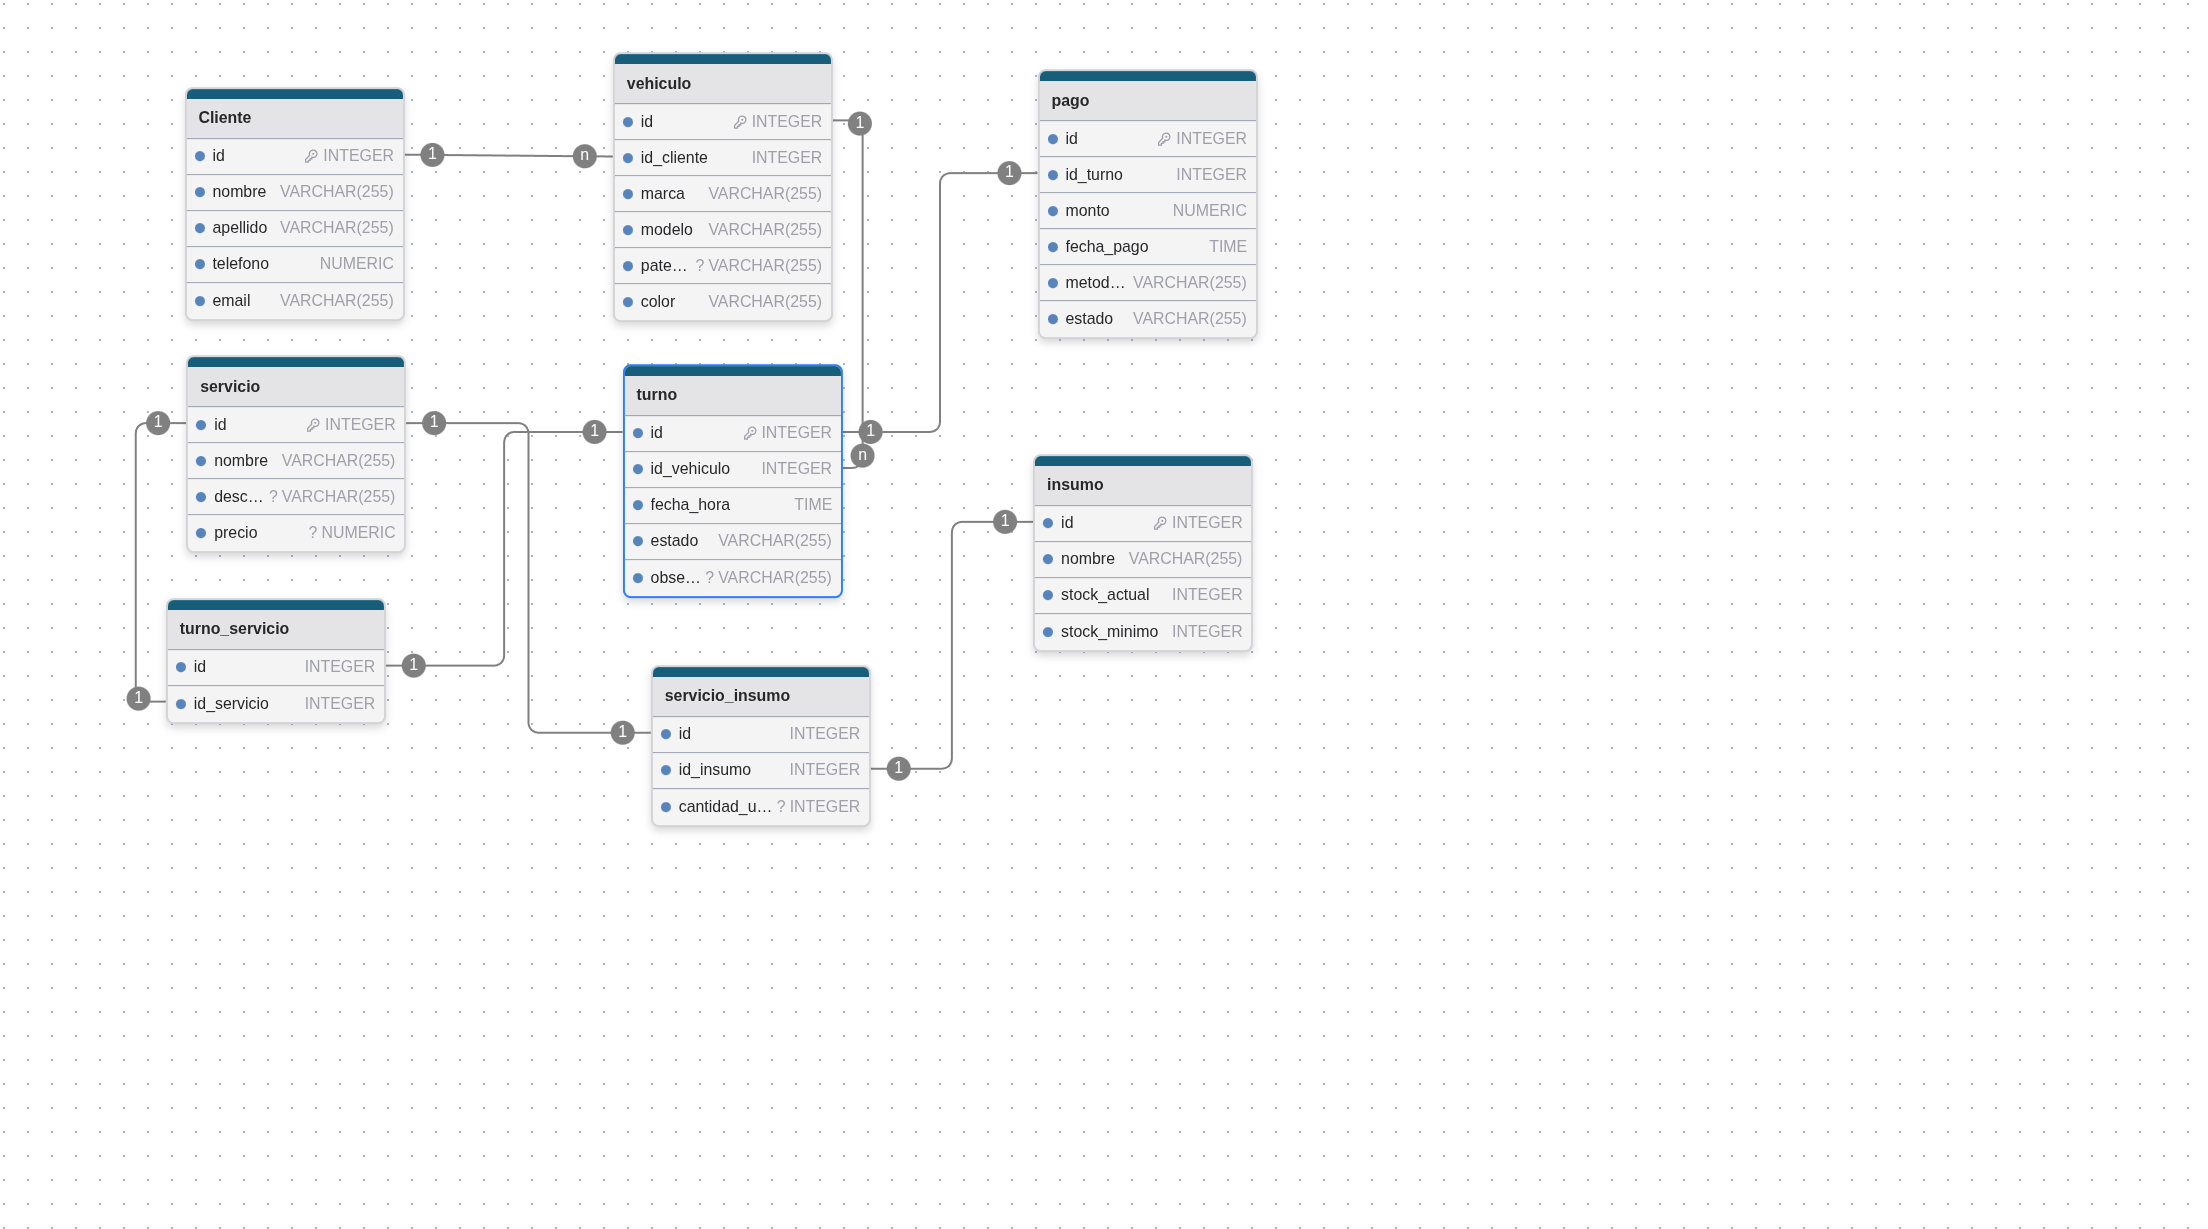 Cliente
id INTEGER
nombre VARCHAR(255)
apellido VARCHAR(255)
telefono NUMERIC
email VARCHAR(255)
1
n
vehiculo
id INTEGER
id_cliente INTEGER
marca VARCHAR(255)
modelo VARCHAR(255)
pate... ? VARCHAR(255)
color VARCHAR(255)
1
n
pago
id INTEGER
id_turno INTEGER
monto NUMERIC
fecha_pago TIME
metod... VARCHAR(255)
estado VARCHAR(255)
1
servicio
id INTEGER
nombre VARCHAR(255)
desc... ? VARCHAR(255)
precio ? NUMERIC
1
1
turno
id INTEGER
id_vehiculo INTEGER
fecha_hora TIME
estado VARCHAR(255)
obse... ? VARCHAR(255)
1
1
insumo
id INTEGER
nombre VARCHAR(255)
stock_actual INTEGER
stock_minimo INTEGER
1
turno_servicio
id INTEGER
id_servicio INTEGER
1
1
servicio_insumo
id INTEGER
id_insumo INTEGER
cantidad_u... ? INTEGER
1
1